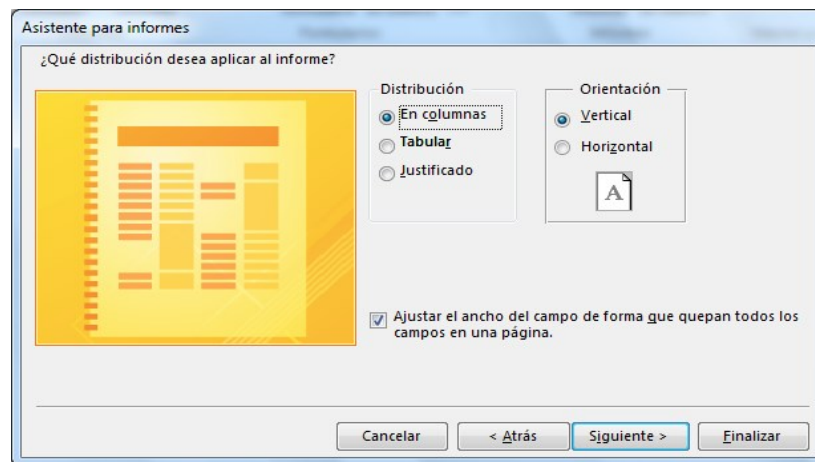 Asistente para informes
¿Qué distribución desea aplicar al informe?
Distribución
En columnas
Tabular
Justificado
Orientación
Vertical
Horizontal
A
Ajustar el ancho del campo de forma que quepan todos los
campos en una página.
Cancelar
< Atrás
Siguiente >
Finalizar